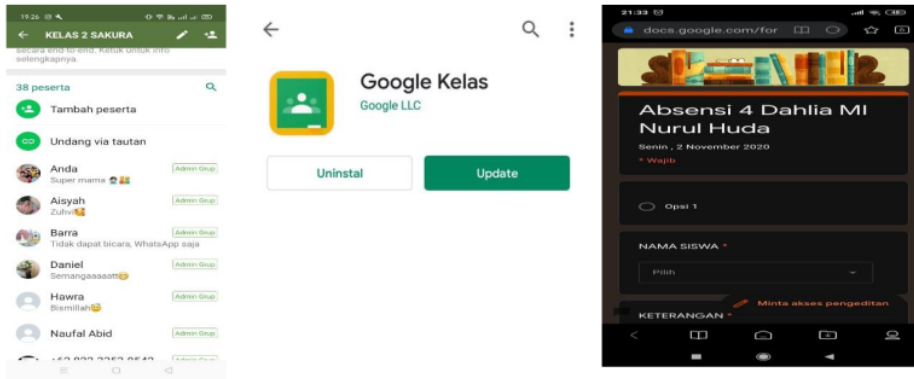 19.26
KELAS 2 SAKURA
secara end-to-end. Ketuk untuk info
selengkapnya.
38 peserta
Tambah peserta
Undang via tautan
Anda
Admin Grup
Super mama
Aisyah
Admin Grup
Zuhvi
Barra
Admin Grup
Tidak dapat bicara, WhatsApp saja
Daniel
Admin Grup
Semangaaaaatt
Hawra
Admin Grup
Bismillah
Naufal Abid
Admin Grup
Google Kelas
Google LLC
Uninstal
Update
21:33
docs.google.com/for
Absensi 4 Dahlia MI
Nurul Huda
Senin , 2 November 2020
* Wajib
Opsi 1
NAMA SISWA *
Pilih
Minta akses pengeditan
KETERANGAN *